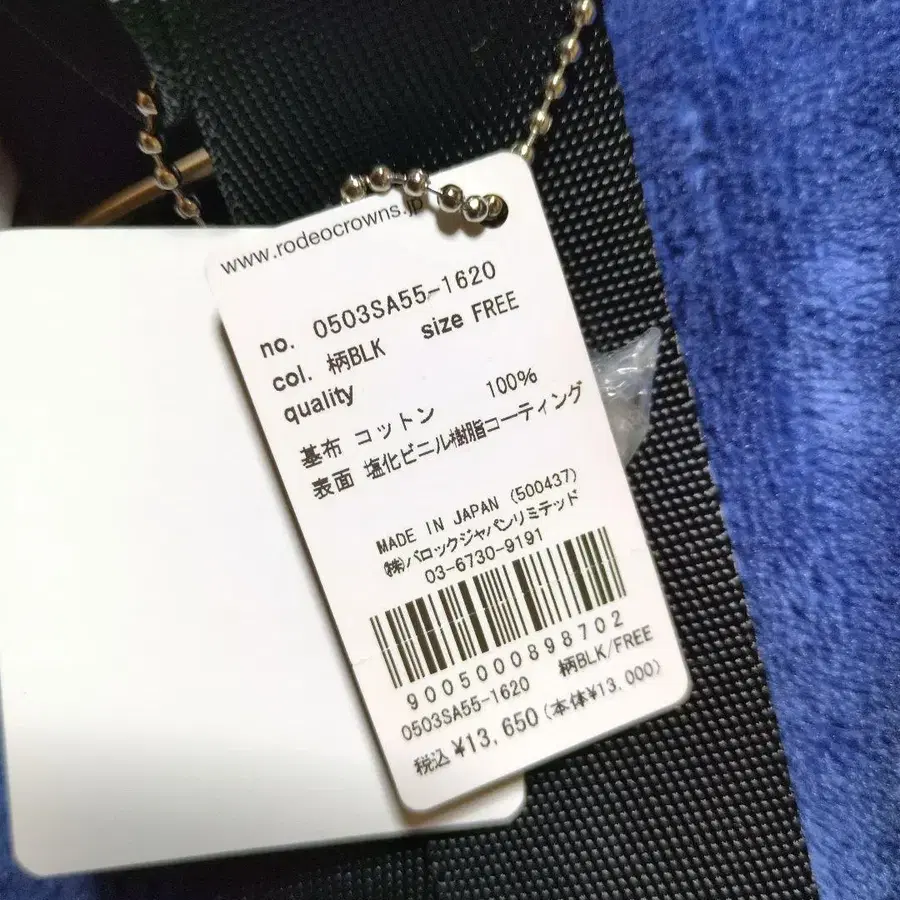 www.rodeocrowns.jp
no. 0503SA55-1620
col. 柄BLK size FREE
quality
基布 コットン 100%
表面 塩化ビニル樹脂コーティング
MADE IN JAPAN (500437)
㈱バロックジャパンリミテッド
03-6730-9191
9005000898702
0503SA55-1620 柄BLK/FREE
税込 ¥13,650 (本体¥13,000)